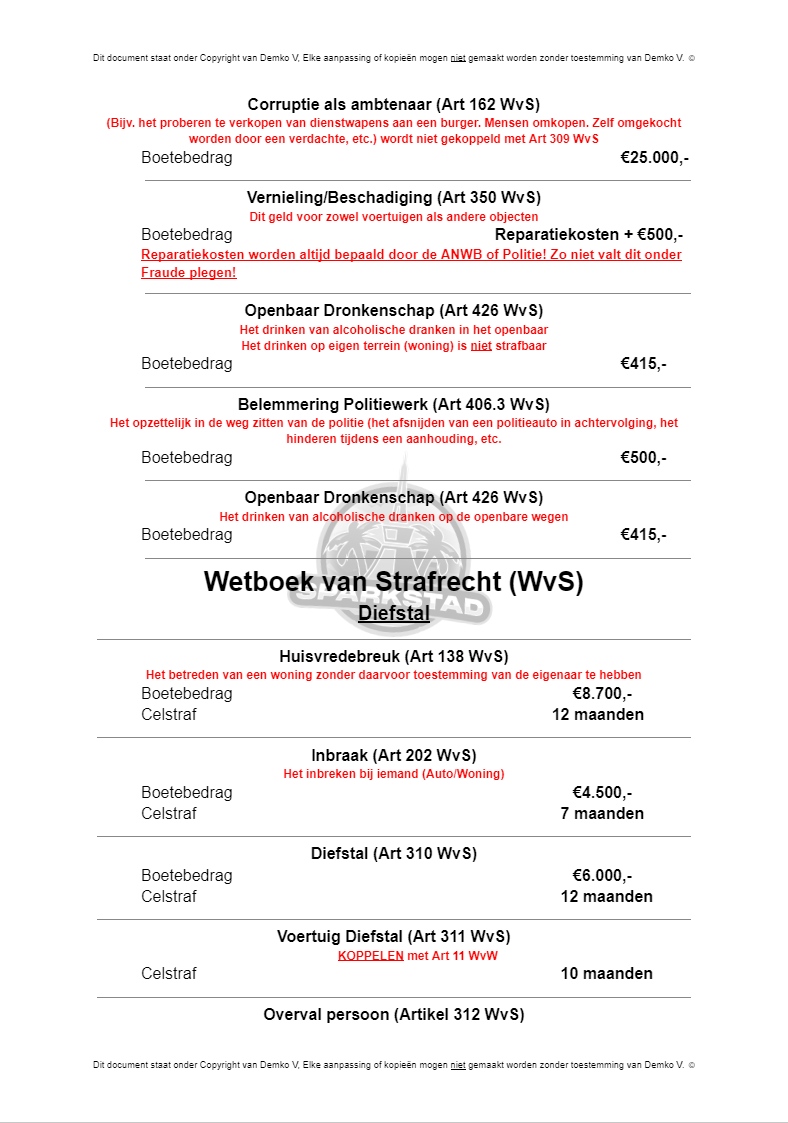 Dit document staat onder Copyright van Demko V, Elke aanpassing of kopieën mogen niet gemaakt worden zonder toestemming van Demko V. ©
Corruptie als ambtenaar (Art 162 WvS)
(Bijv. het proberen te verkopen van dienstwapens aan een burger. Mensen omkopen. Zelf omgekocht
worden door een verdachte, etc.) wordt niet gekoppeld met Art 309 WvS
Boetebedrag €25.000,-
Vernieling/Beschadiging (Art 350 WvS)
Dit geld voor zowel voertuigen als andere objecten
Boetebedrag Reparatiekosten + €500,-
Reparatiekosten worden altijd bepaald door de ANWB of Politie! Zo niet valt dit onder
Fraude plegen!
Openbaar Dronkenschap (Art 426 WvS)
Het drinken van alcoholische dranken in het openbaar
Het drinken op eigen terrein (woning) is niet strafbaar
Boetebedrag €415,-
Belemmering Politiewerk (Art 406.3 WvS)
Het opzettelijk in de weg zitten van de politie (het afsnijden van een politieauto in achtervolging, het
hinderen tijdens een aanhouding, etc.
Boetebedrag €500,-
Openbaar Dronkenschap (Art 426 WvS)
Het drinken van alcoholische dranken op de openbare wegen
Boetebedrag €415,-
Wetboek van Strafrecht (WvS)
SPARKSTAD
Diefstal
Huisvredebreuk (Art 138 WvS)
Het betreden van een woning zonder daarvoor toestemming van de eigenaar te hebben
Boetebedrag €8.700,-
Celstraf 12 maanden
Inbraak (Art 202 WvS)
Het inbreken bij iemand (Auto/Woning)
Boetebedrag €4.500,-
Celstraf 7 maanden
Diefstal (Art 310 WvS)
Boetebedrag €6.000,-
Celstraf 12 maanden
Voertuig Diefstal (Art 311 WvS)
KOPPELEN met Art 11 WvW
Celstraf 10 maanden
Overval persoon (Artikel 312 WvS)
Dit document staat onder Copyright van Demko V, Elke aanpassing of kopieën mogen niet gemaakt worden zonder toestemming van Demko V. ©